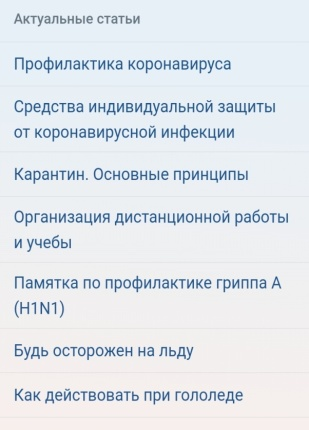 Актуальные статьи
Профилактика коронавируса
Средства индивидуальной защиты
от коронавирусной инфекции
Карантин. Основные принципы
Организация дистанционной работы
и учебы
Памятка по профилактике гриппа А
(H1N1)
Будь осторожен на льду
Как действовать при гололеде